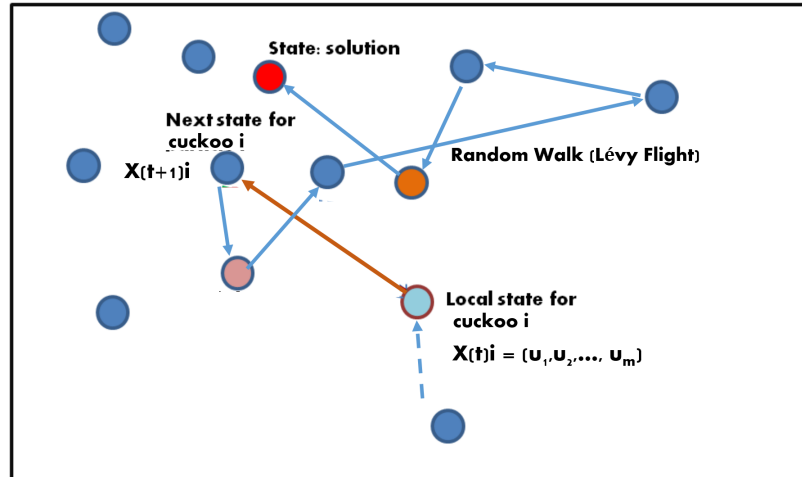 State: solution
Next state for
cuckoo i
X(t+1)i
Random Walk (Lévy Flight)
Local state for
cuckoo i
X(t)i = (u₁,u₂,..., uₘ)